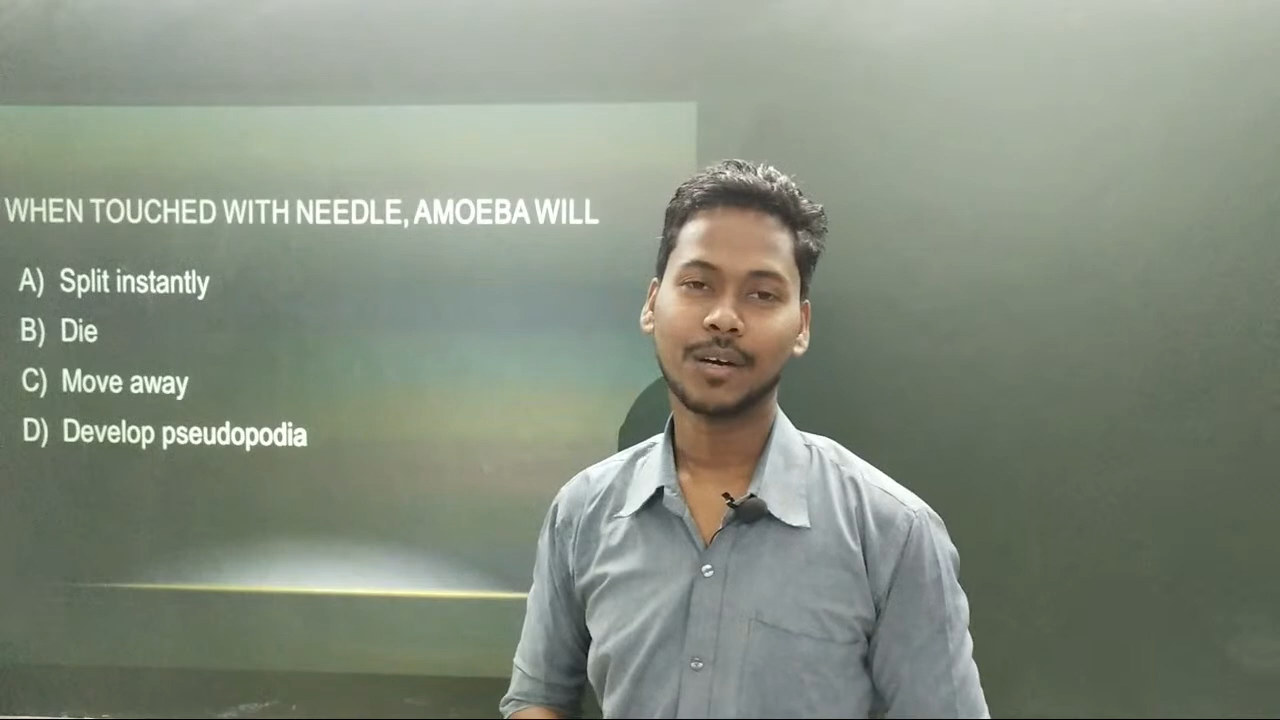 WHEN TOUCHED WITH NEEDLE, AMOEBA WILL
A) Split instantly
B) Die
C) Move away
D) Develop pseudopodia